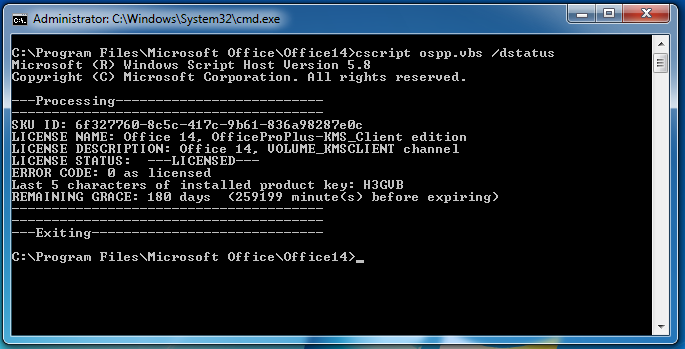 Administrator: C:\Windows\System32\cmd.exe
C:\Program Files\Microsoft Office\Office14>cscript ospp.vbs /dstatus
Microsoft (R) Windows Script Host Version 5.8
Copyright (C) Microsoft Corporation. All rights reserved.
---Processing--------------------------
---------------------------------------
SKU ID: 6f327760-8c5c-417c-9b61-836a98287e0c
LICENSE NAME: Office 14, OfficeProPlus-KMS_Client edition
LICENSE DESCRIPTION: Office 14, VOLUME_KMSCLIENT channel
LICENSE STATUS:  ---LICENSED---
ERROR CODE: 0 as licensed
Last 5 characters of installed product key: H3GVB
REMAINING GRACE: 180 days  (259199 minute(s) before expiring)
---------------------------------------
---------------------------------------
---Exiting-----------------------------
C:\Program Files\Microsoft Office\Office14>_